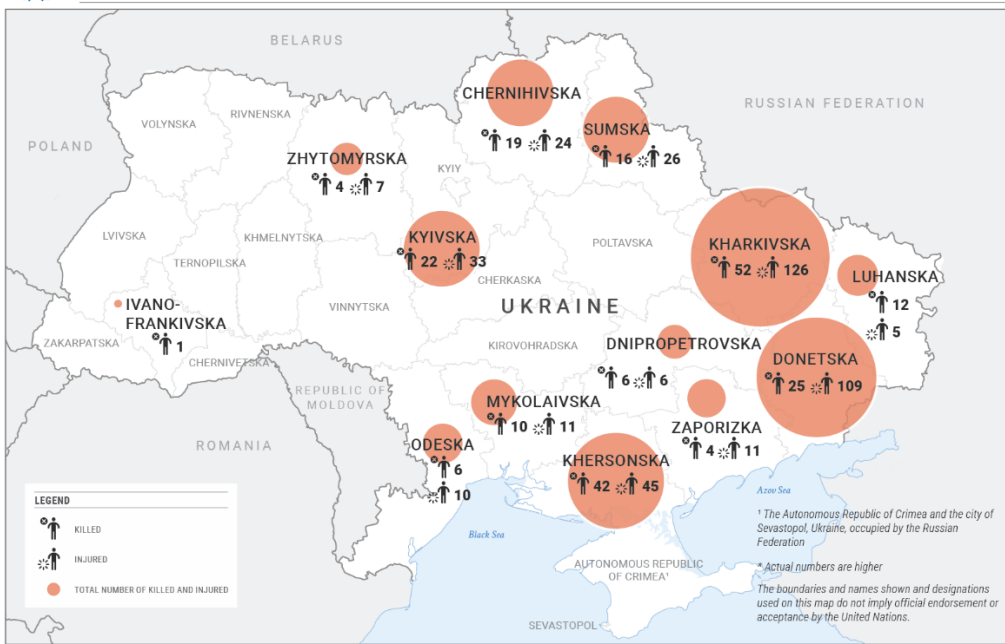 BELARUS
RUSSIAN FEDERATION
POLAND
VOLYNSKA
RIVNENSKA
CHERNIHIVSKA
19 24
SUMSKA
16 26
ZHYTOMYRSKA
4 7
KYIV
LVIVSKA
TERNOPILSKA
KHMELNYTSKA
KYIVSKA
22 33
CHERKASKA
POLTAVSKA
KHARKIVSKA
52 126
LUHANSKA
12
5
IVANO-
FRANKIVSKA
1
ZAKARPATSKA
CHERNIVETSKA
VINNYTSKA
UKRAINE
KIROVOHRADSKA
DNIPROPETROVSKA
6 6
DONETSKA
25 109
REPUBLIC OF
MOLDOVA
ROMANIA
MYKOLAIVSKA
10 11
ODESKA
6
10
KHERSONSKA
42 45
ZAPORIZKA
4 11
Azov Sea
Black Sea
AUTONOMOUS REPUBLIC
OF CRIMEA¹
SEVASTOPOL
LEGEND
KILLED
INJURED
TOTAL NUMBER OF KILLED AND INJURED
¹ The Autonomous Republic of Crimea and the city of
Sevastopol, Ukraine, occupied by the Russian
Federation
* Actual numbers are higher
The boundaries and names shown and designations
used on this map do not imply official endorsement or
acceptance by the United Nations.